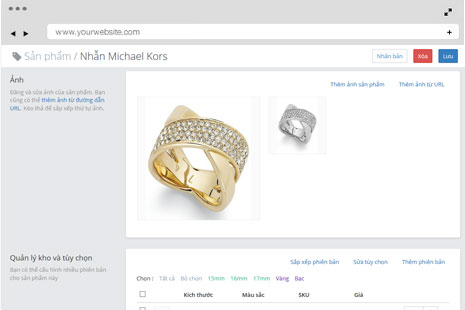 www.yourwebsite.com
Sản phẩm / Nhẫn Michael Kors
Nhân bản Xóa Lưu
Ảnh
Đăng và sửa ảnh của sản phẩm. Bạn
cũng có thể thêm ảnh từ đường dẫn
URL. Kéo thả để sắp xếp thứ tự ảnh.
Thêm ảnh sản phẩm Thêm ảnh từ URL
Quản lý kho và tùy chọn
Bạn có thể cấu hình nhiều phiên bản
cho sản phẩm này
Sắp xếp phiên bản Sửa tùy chọn Thêm phiên bản
Chọn : Tất cả Bỏ chọn 15mm 16mm 17mm Vàng Bạc
Kích thước Màu sắc SKU Giá